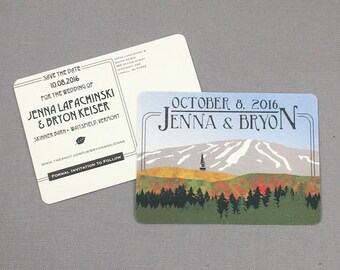 SAVE THE DATE
10.08.2016
FOR THE WEDDING OF
JENNA LAPACHINSKI
& BRYON KEISER
SKINNER BARN • WAITSFIELD, VERMONT
FORMAL INVITATION TO FOLLOW
OCTOBER 8, 2016
JENNA & BRYON